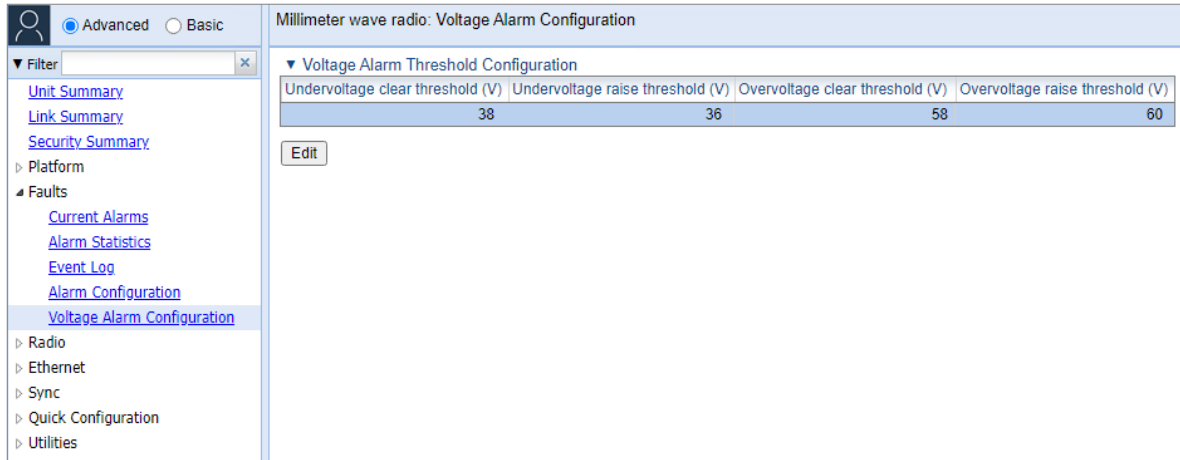 Advanced Basic
Millimeter wave radio: Voltage Alarm Configuration
▼ Filter ×
Unit Summary
Link Summary
Security Summary
▷ Platform
◢ Faults
Current Alarms
Alarm Statistics
Event Log
Alarm Configuration
Voltage Alarm Configuration
▷ Radio
▷ Ethernet
▷ Sync
▷ Quick Configuration
▷ Utilities
▼ Voltage Alarm Threshold Configuration
Undervoltage clear threshold (V) Undervoltage raise threshold (V) Overvoltage clear threshold (V) Overvoltage raise threshold (V)
38 36 58 60
Edit